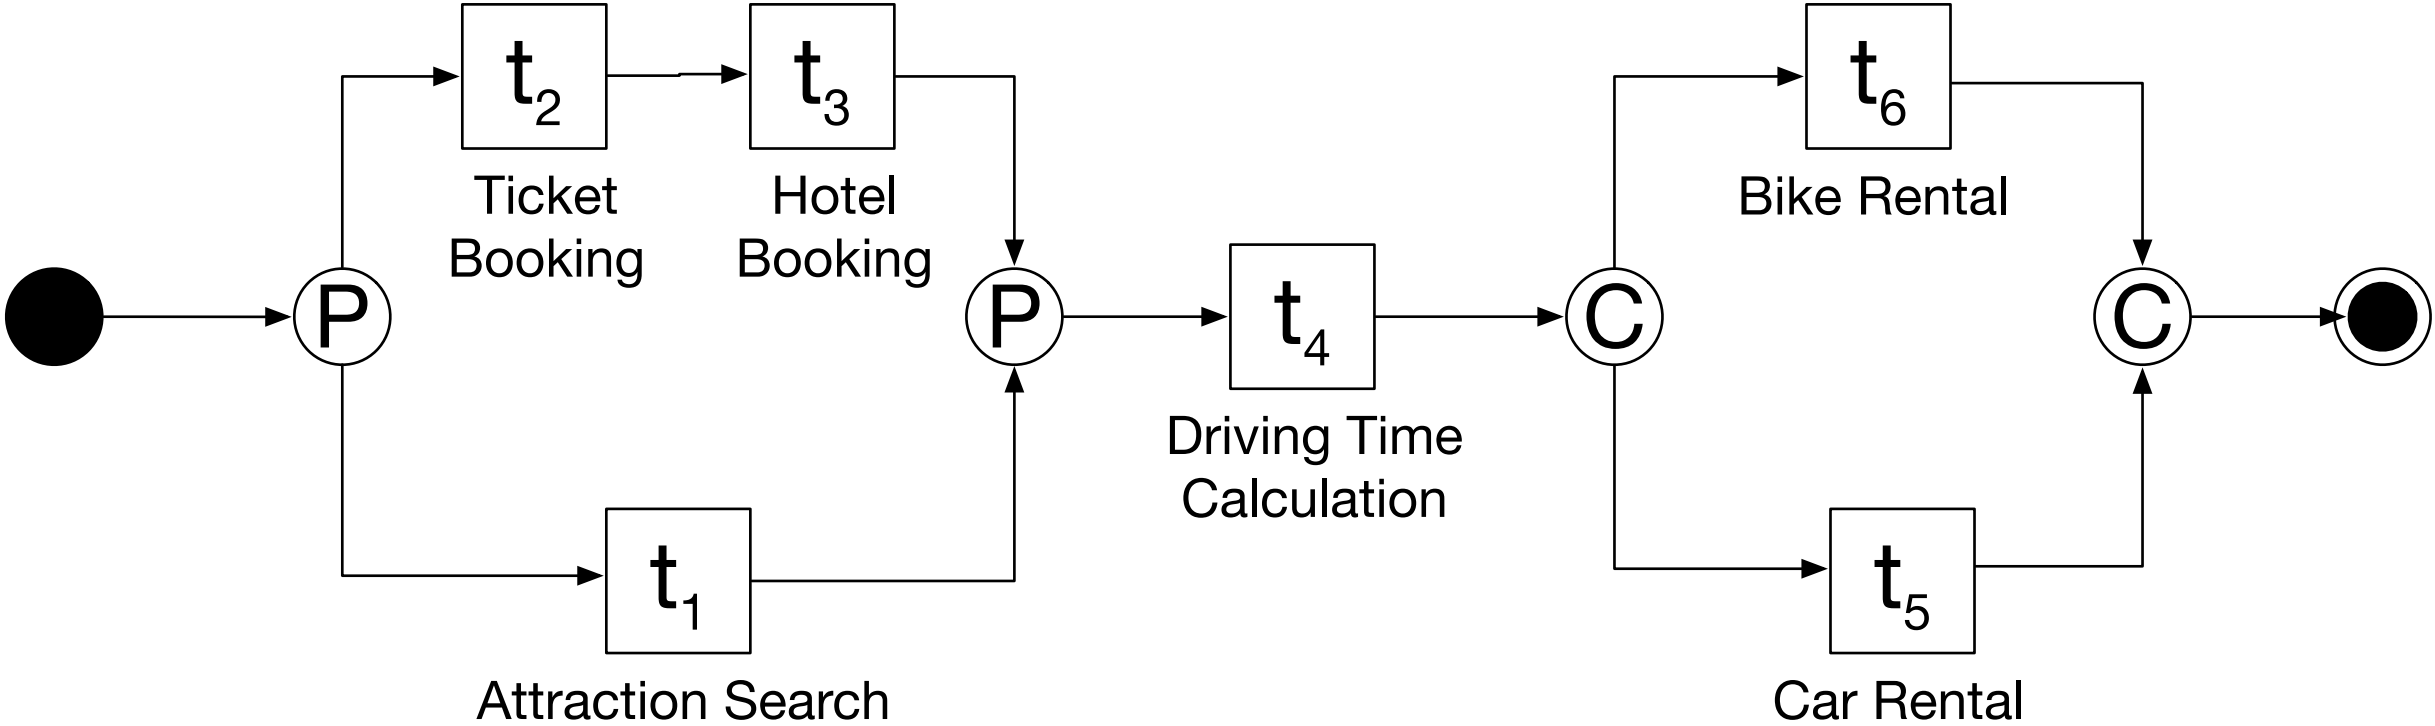 t2
Ticket
Booking
t3
Hotel
Booking
P
t1
Attraction Search
P
t4
Driving Time
Calculation
C
t6
Bike Rental
t5
Car Rental
C